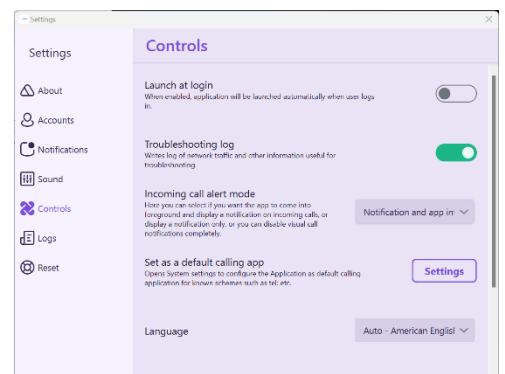 Settings
Settings
Controls
About
Accounts
Notifications
Sound
Controls
Logs
Reset
Launch at login
When enabled, application will be launched automatically when user logs
in.
Troubleshooting log
Writes log of network traffic and other information useful for
troubleshooting
Incoming call alert mode
Here you can select if you want the app to come into
foreground and display a notification on incoming calls, or
display a notification only, or you can disable visual call
notifications completely.
Notification and app in
Set as a default calling app
Opens System settings to configure the Application as default calling
application for known schemes such as tel: etc.
Settings
Language
Auto - American Englisl